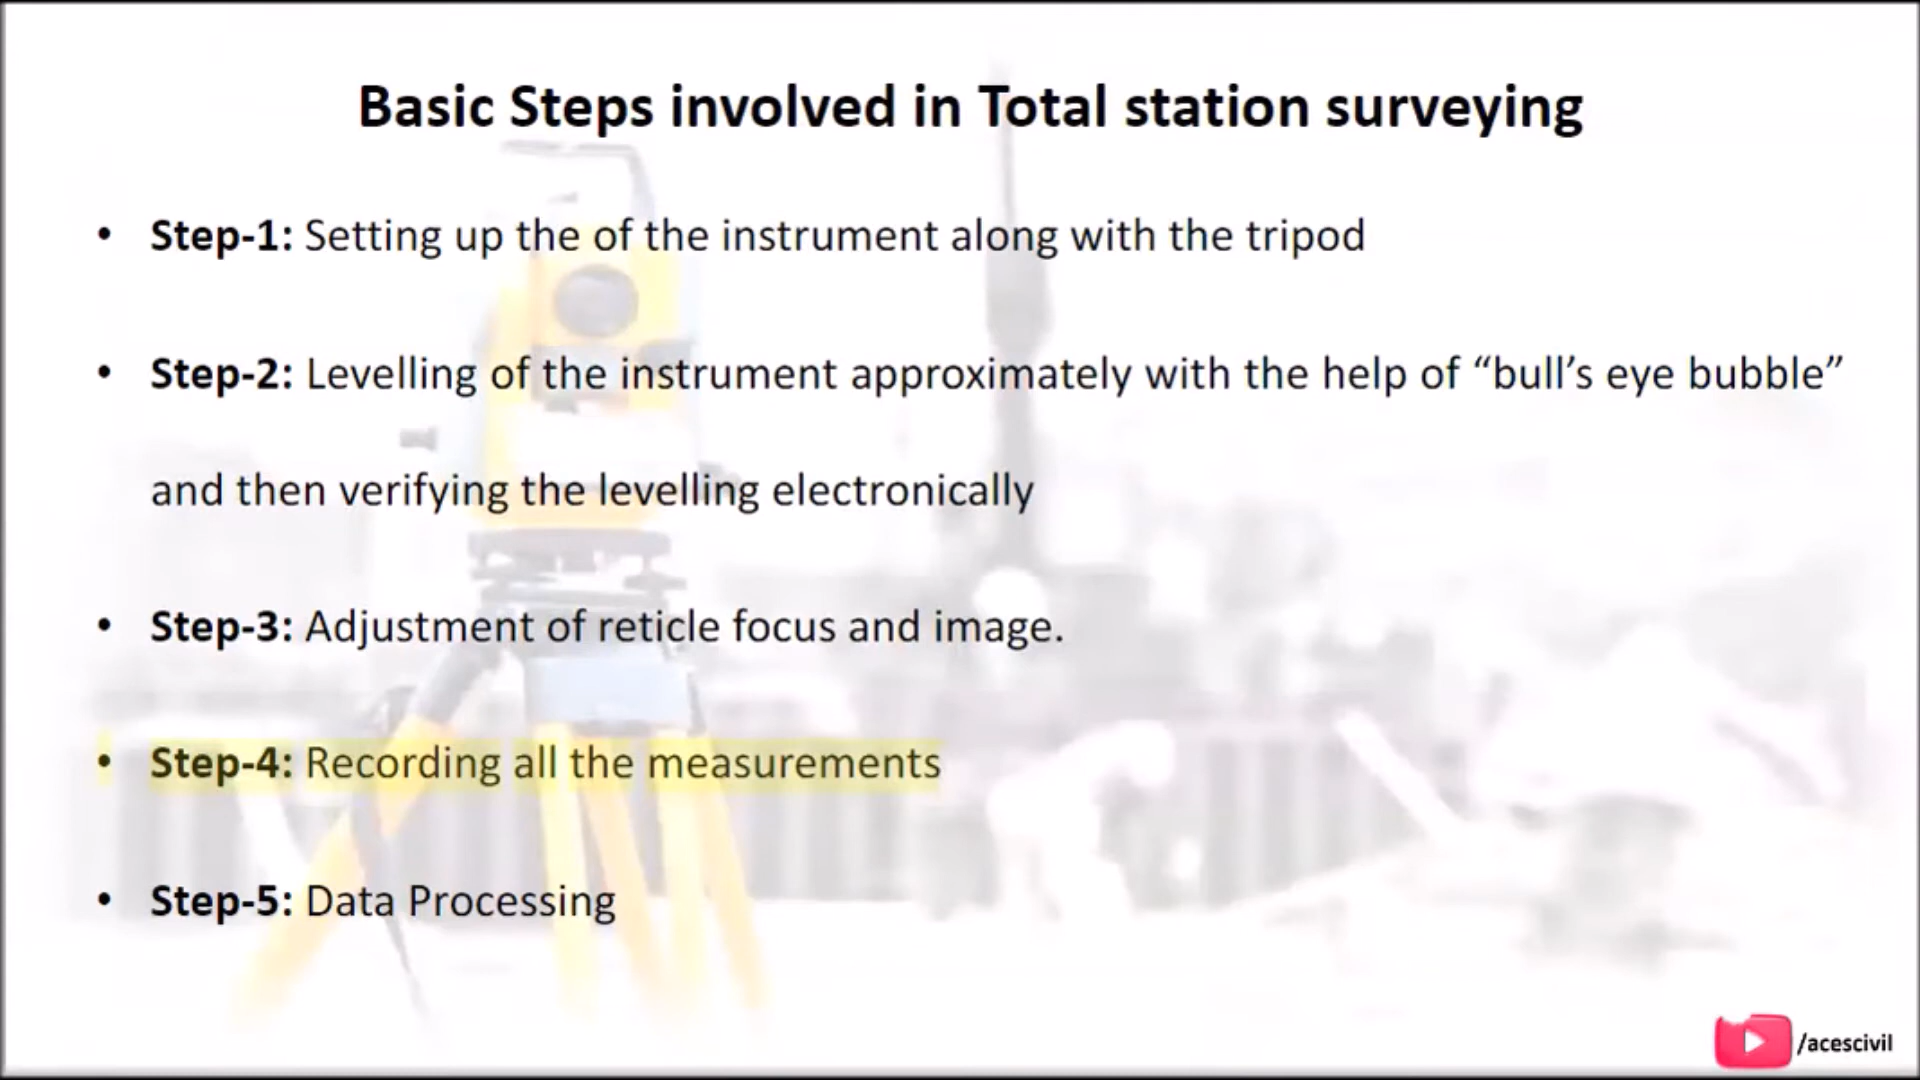 Basic Steps involved in Total station surveying
• Step-1: Setting up the of the instrument along with the tripod
• Step-2: Levelling of the instrument approximately with the help of “bull’s eye bubble”
and then verifying the levelling electronically
• Step-3: Adjustment of reticle focus and image.
• Step-4: Recording all the measurements
• Step-5: Data Processing
/acescivil